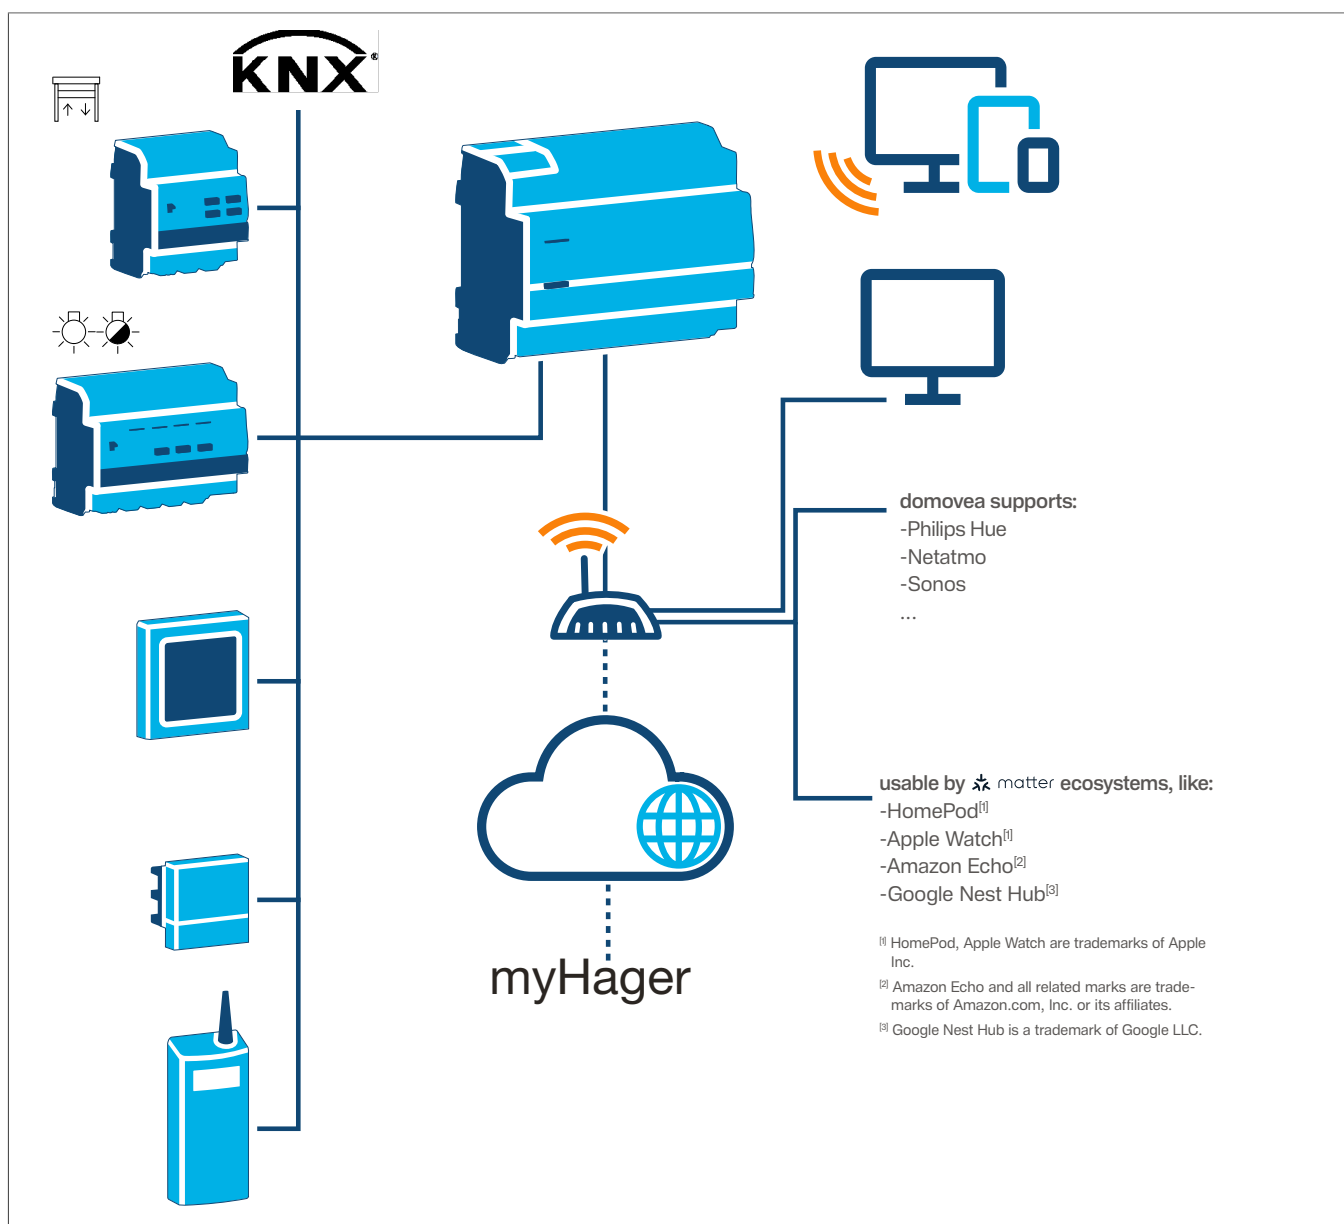 KNX®
domovea supports:
-Philips Hue
-Netatmo
-Sonos
...
usable by matter ecosystems, like:
-HomePod[1]
-Apple Watch[1]
-Amazon Echo[2]
-Google Nest Hub[3]
[1] HomePod, Apple Watch are trademarks of Apple
Inc.
[2] Amazon Echo and all related marks are trade-
marks of Amazon.com, Inc. or its affiliates.
[3] Google Nest Hub is a trademark of Google LLC.
myHager